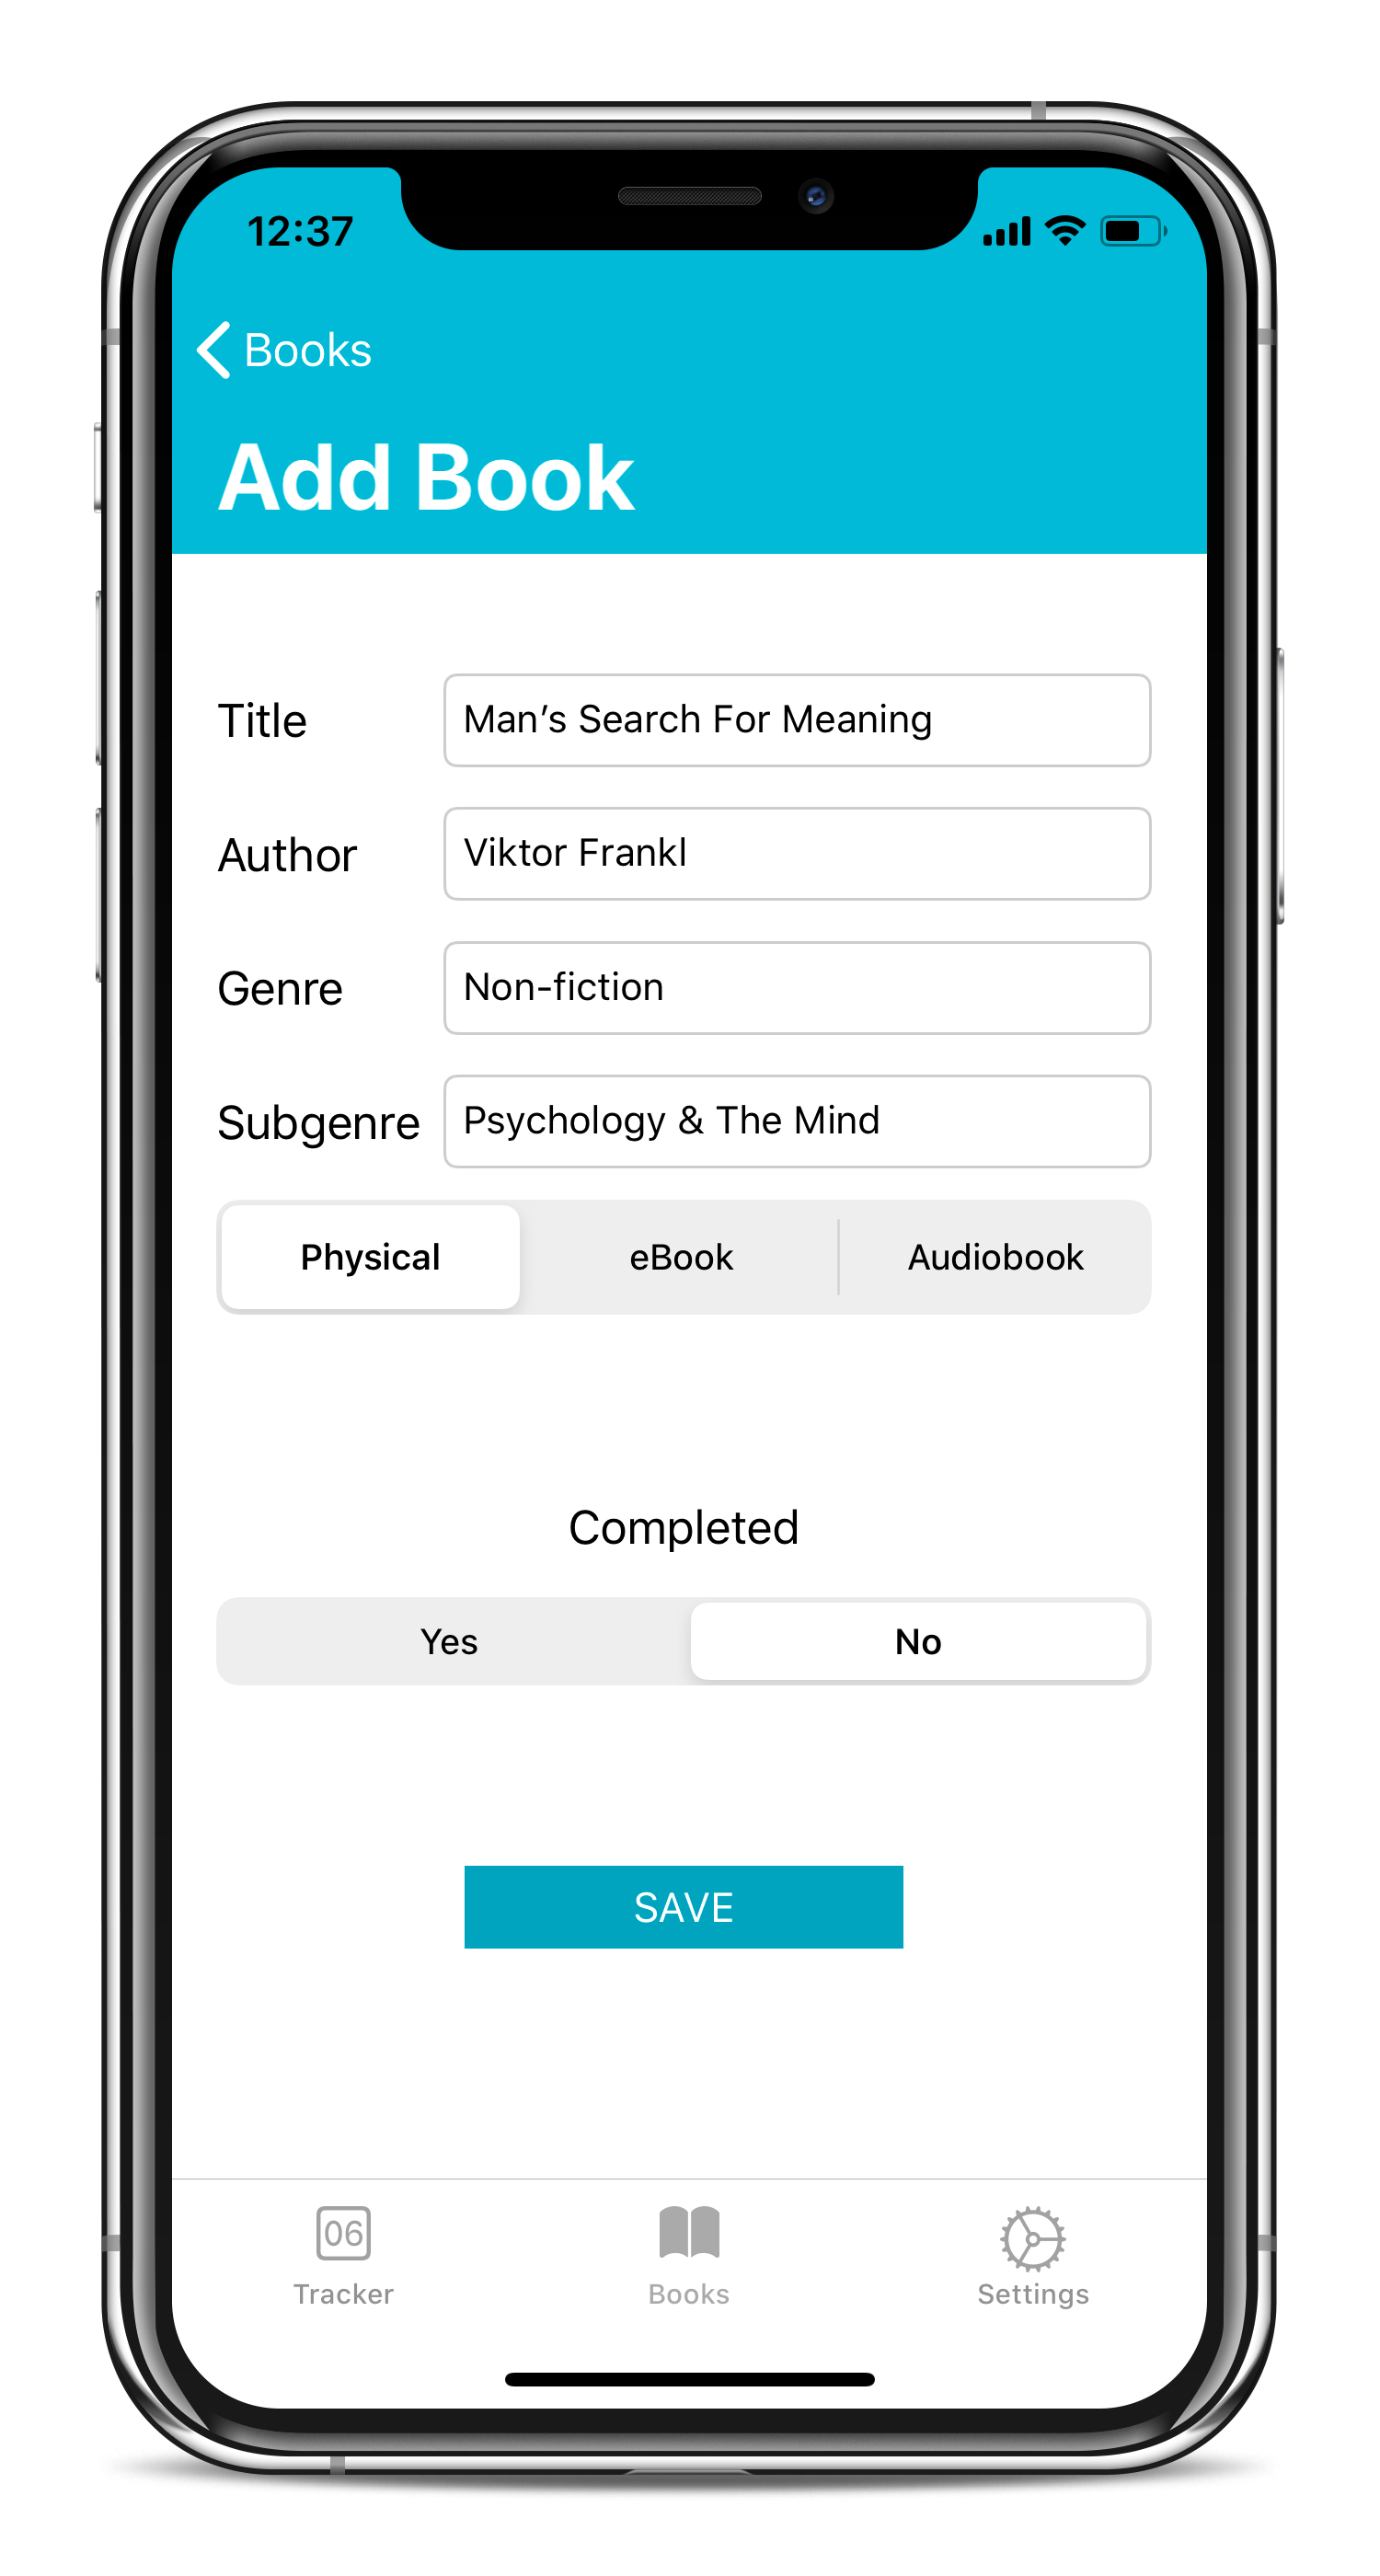 12:37
Books
Add Book
Title Man’s Search For Meaning
Author Viktor Frankl
Genre Non-fiction
Subgenre Psychology & The Mind
Physical eBook Audiobook
Completed
Yes No
SAVE
06
Tracker Books Settings